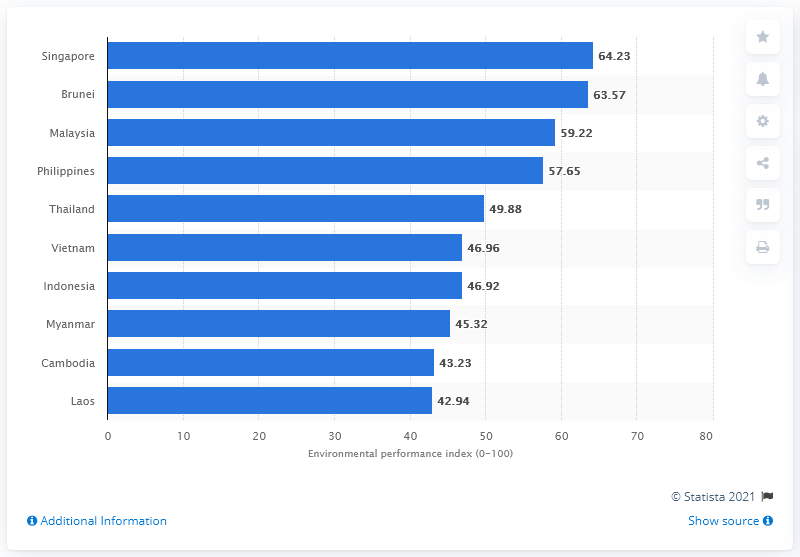 Singapore 64.23
Brunei 63.57
Malaysia 59.22
Philippines 57.65
Thailand 49.88
Vietnam 46.96
Indonesia 46.92
Myanmar 45.32
Cambodia 43.23
Laos 42.94
0 10 20 30 40 50 60 70 80
Environmental performance index (0-100)
© Statista 2021
Additional Information
Show source